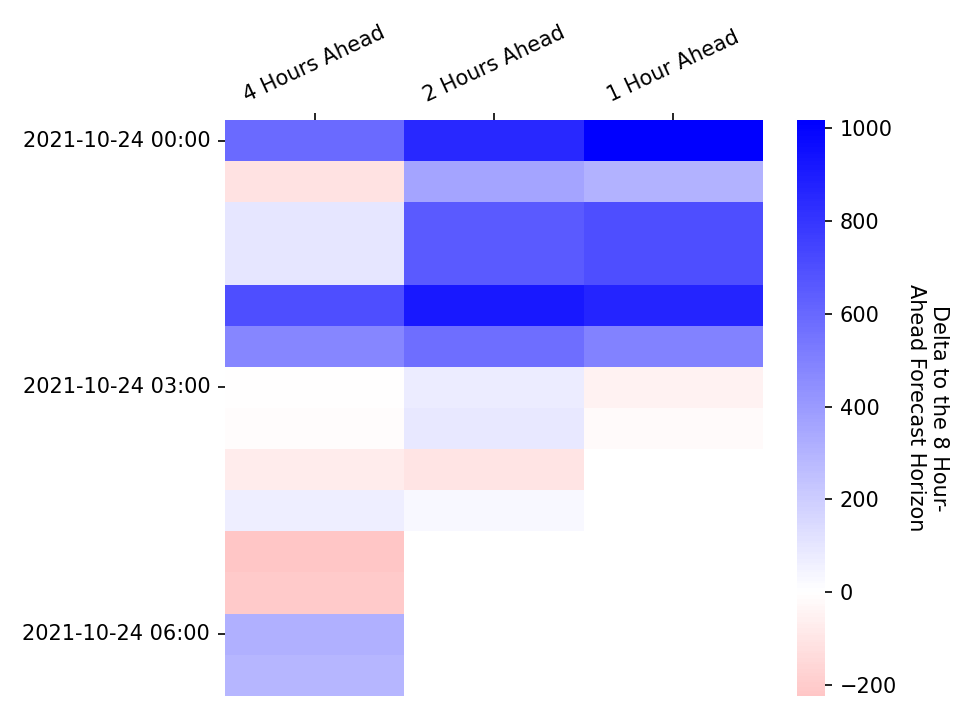 4 Hours Ahead
2 Hours Ahead
1 Hour Ahead
2021-10-24 00:00
2021-10-24 03:00
2021-10-24 06:00
1000
800
600
400
200
0
−200
Delta to the 8 Hour-
Ahead Forecast Horizon